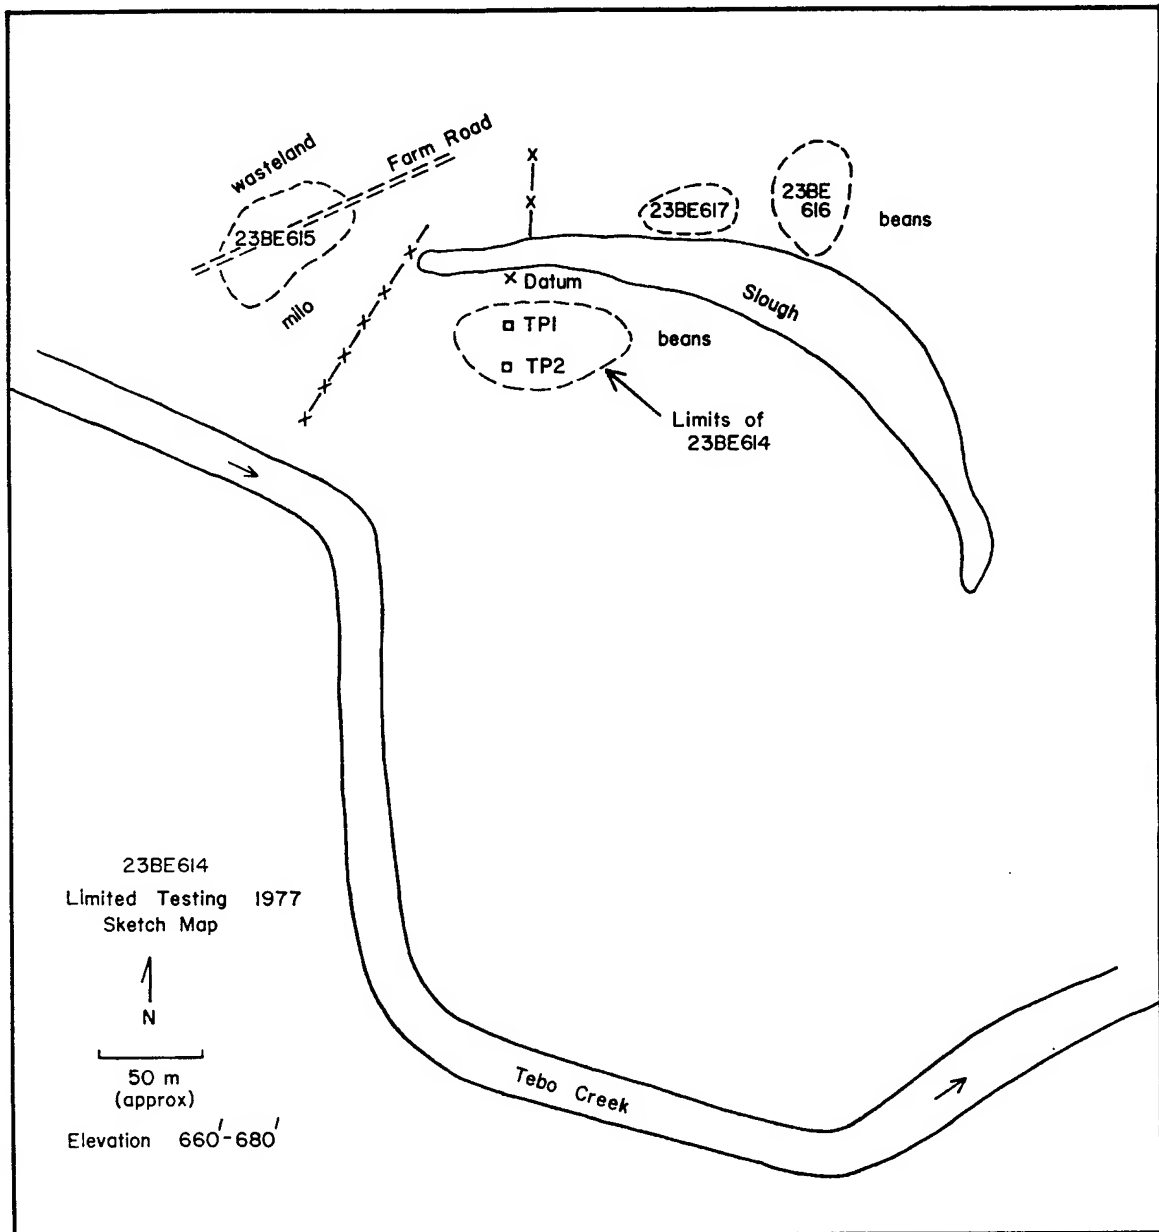 wasteland
Farm Road
23BE615
milo
23BE617
23BE
616
beans
Slough
x Datum
TP1
TP2
beans
Limits of
23BE614
23BE614
Limited Testing 1977
Sketch Map
N
50 m
(approx)
Elevation 660'-680'
Tebo Creek